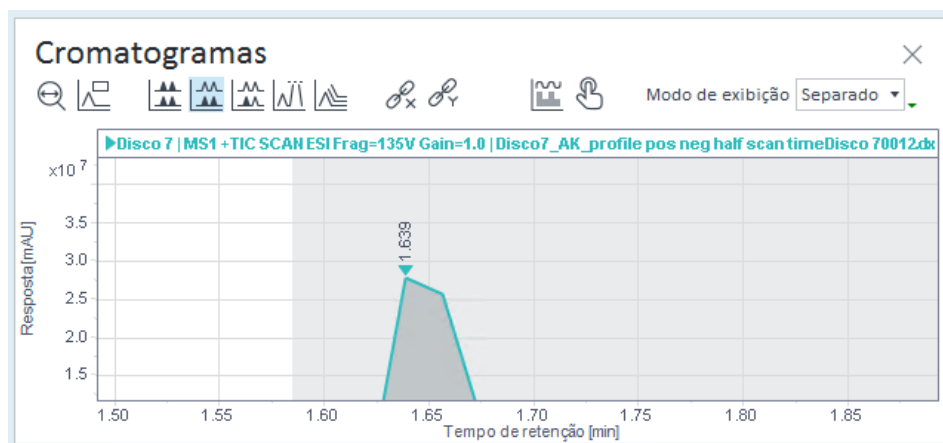 Cromatogramas
X Y Modo de exibição Separado
Disco 7 | MS1 +TIC SCAN ESI Frag=135V Gain=1.0 | Disco7_AK_profile pos neg half scan timeDisco 70012.dx
x10 7
3.5
3.0
2.5
2.0
1.5
Resposta[mAU]
1.639
1.50 1.55 1.60 1.65 1.70 1.75 1.80 1.85
Tempo de retenção [min]